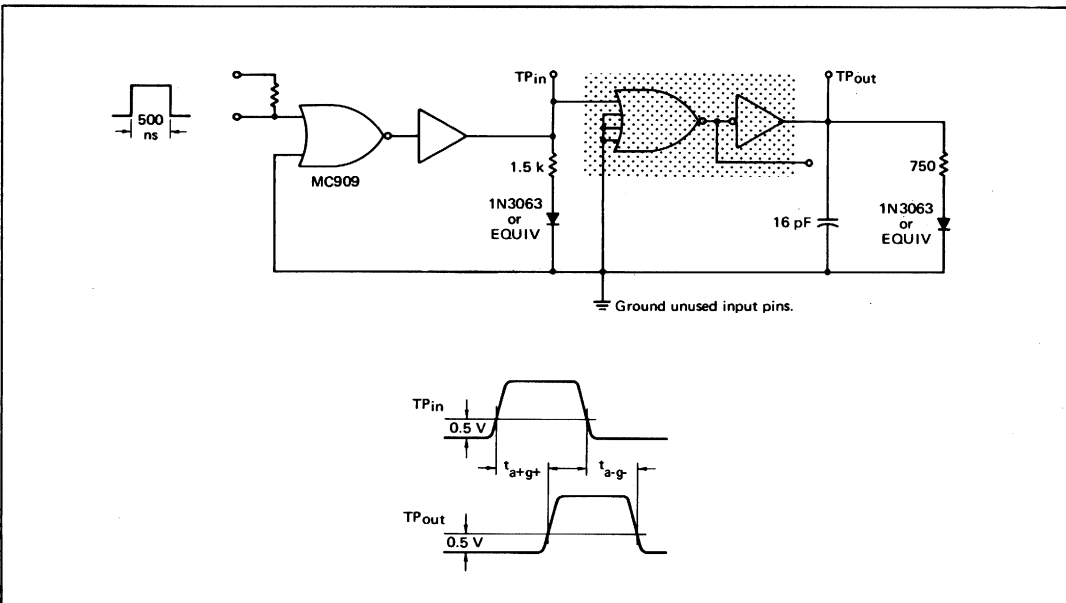 500
ns
MC909
TPin
1.5 k
1N3063
or
EQUIV
TPout
16 pF
750
1N3063
or
EQUIV
Ground unused input pins.
TPin
0.5 V
ta+g+
ta-g-
TPout
0.5 V